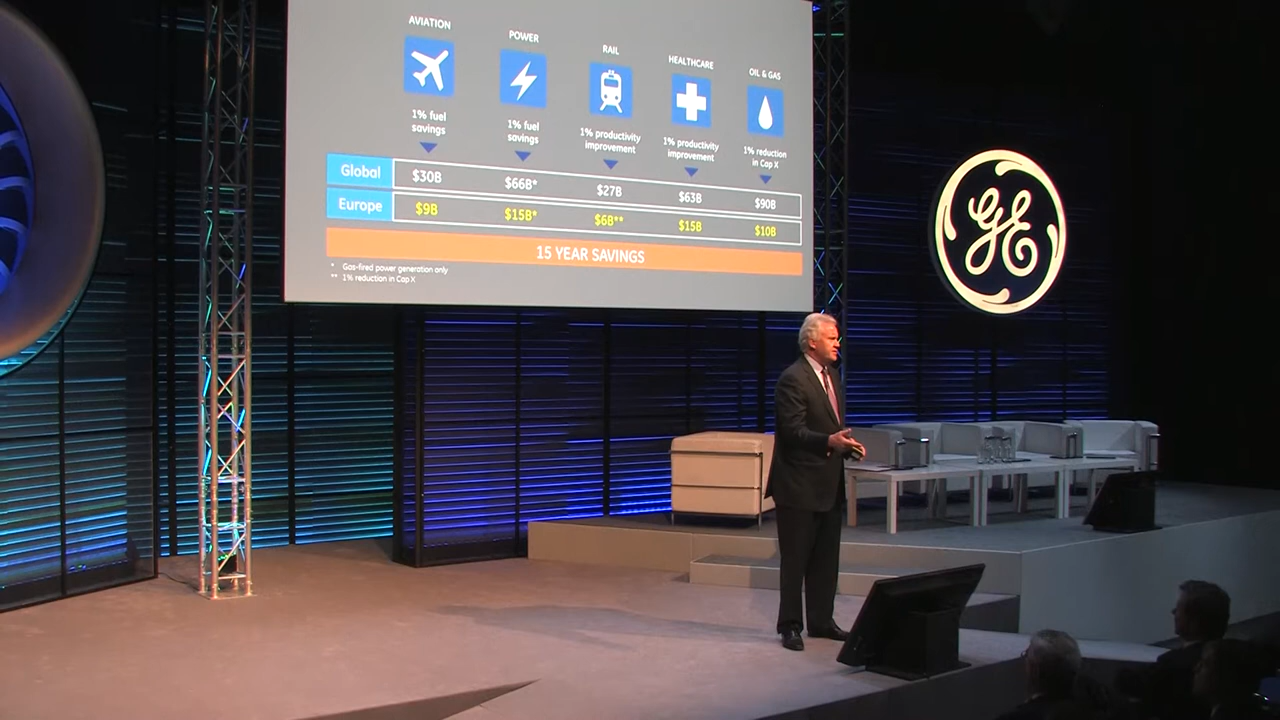 AVIATION
POWER
RAIL
HEALTHCARE
OIL & GAS
1% fuel
savings
1% fuel
savings
1% productivity
improvement
1% productivity
improvement
1% reduction
in Cap X
Global $30B $66B* $27B $63B $90B
Europe $9B $15B* $6B** $15B $10B
15 YEAR SAVINGS
* Gas-fired power generation only
** 1% reduction in Cap X
GE